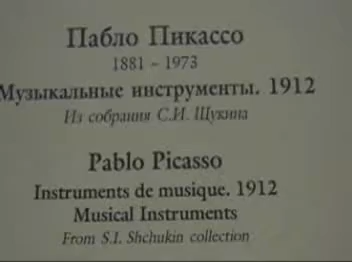 Пабло Пикассо
1881 - 1973
Музыкальные инструменты. 1912
Из собрания С.И. Щукина
Pablo Picasso
Instruments de musique. 1912
Musical Instruments
From S.I. Shchukin collection